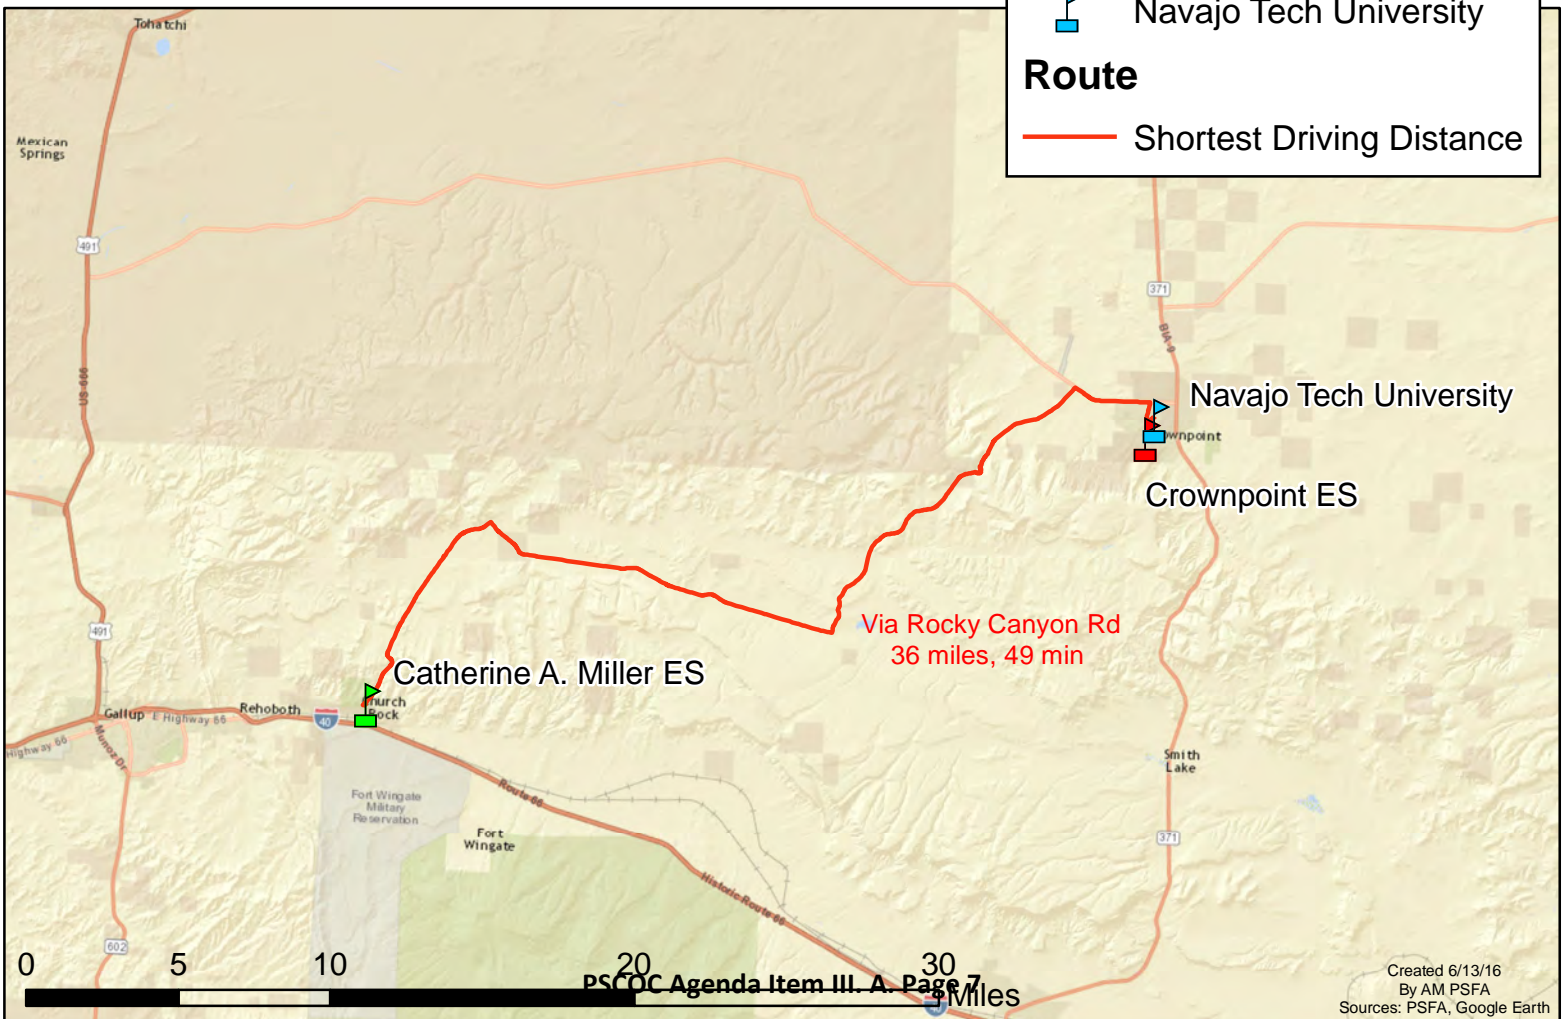 Navajo Tech University
Route
Shortest Driving Distance
Tohatchi
Mexican
Springs
491
US-666
371
BIA-9
Navajo Tech University
ownpoint
Crownpoint ES
Via Rocky Canyon Rd
36 miles, 49 min
491
Catherine A. Miller ES
Church
Rock
Gallup
E Highway 66
Rehoboth
40
Highway 66
Munoz Dr
Smith
Lake
Fort Wingate
Military
Reservation
Route 66
Fort
Wingate
371
Historic Route 66
602
0 5 10 20 30
Miles
PSCOC Agenda Item III. A. Page 7
40
Created 6/13/16
By AM PSFA
Sources: PSFA, Google Earth